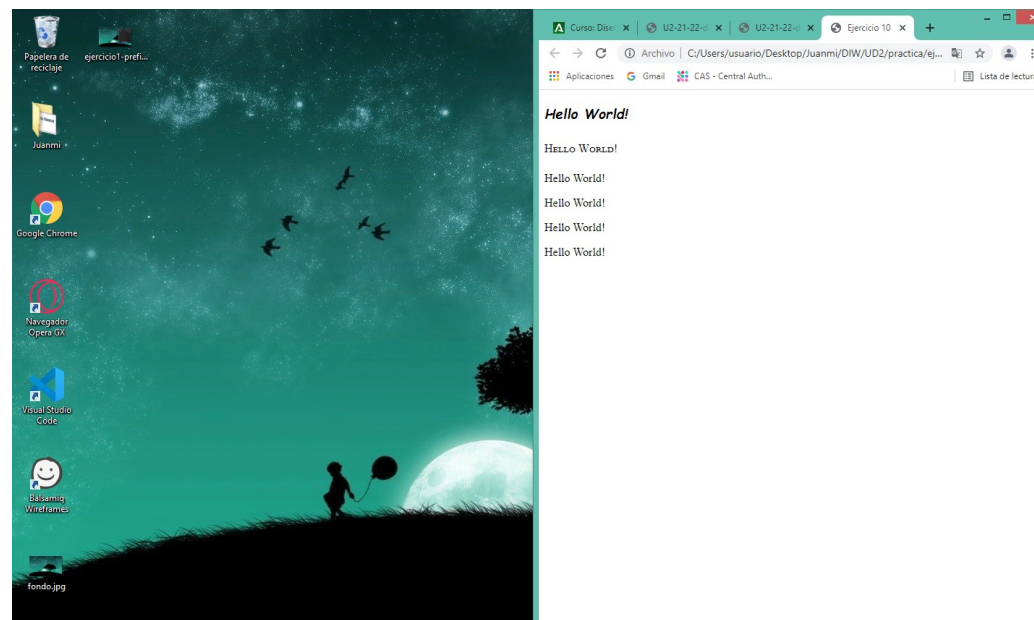 Papelera de
reciclaje
ejercicio1-prefi...
Juanmi
Google Chrome
Navegador
Opera GX
Visual Studio
Code
Balsamiq
Wireframes
fondo.jpg
Curso: Dise
U2-21-22-
U2-21-22-
Ejercicio 10
Archivo
C:/Users/usuario/Desktop/Juanmi/DIW/UD2/practica/ej...
Aplicaciones
Gmail
CAS - Central Auth...
Lista de lectura
Hello World!
Hello World!
Hello World!
Hello World!
Hello World!
Hello World!